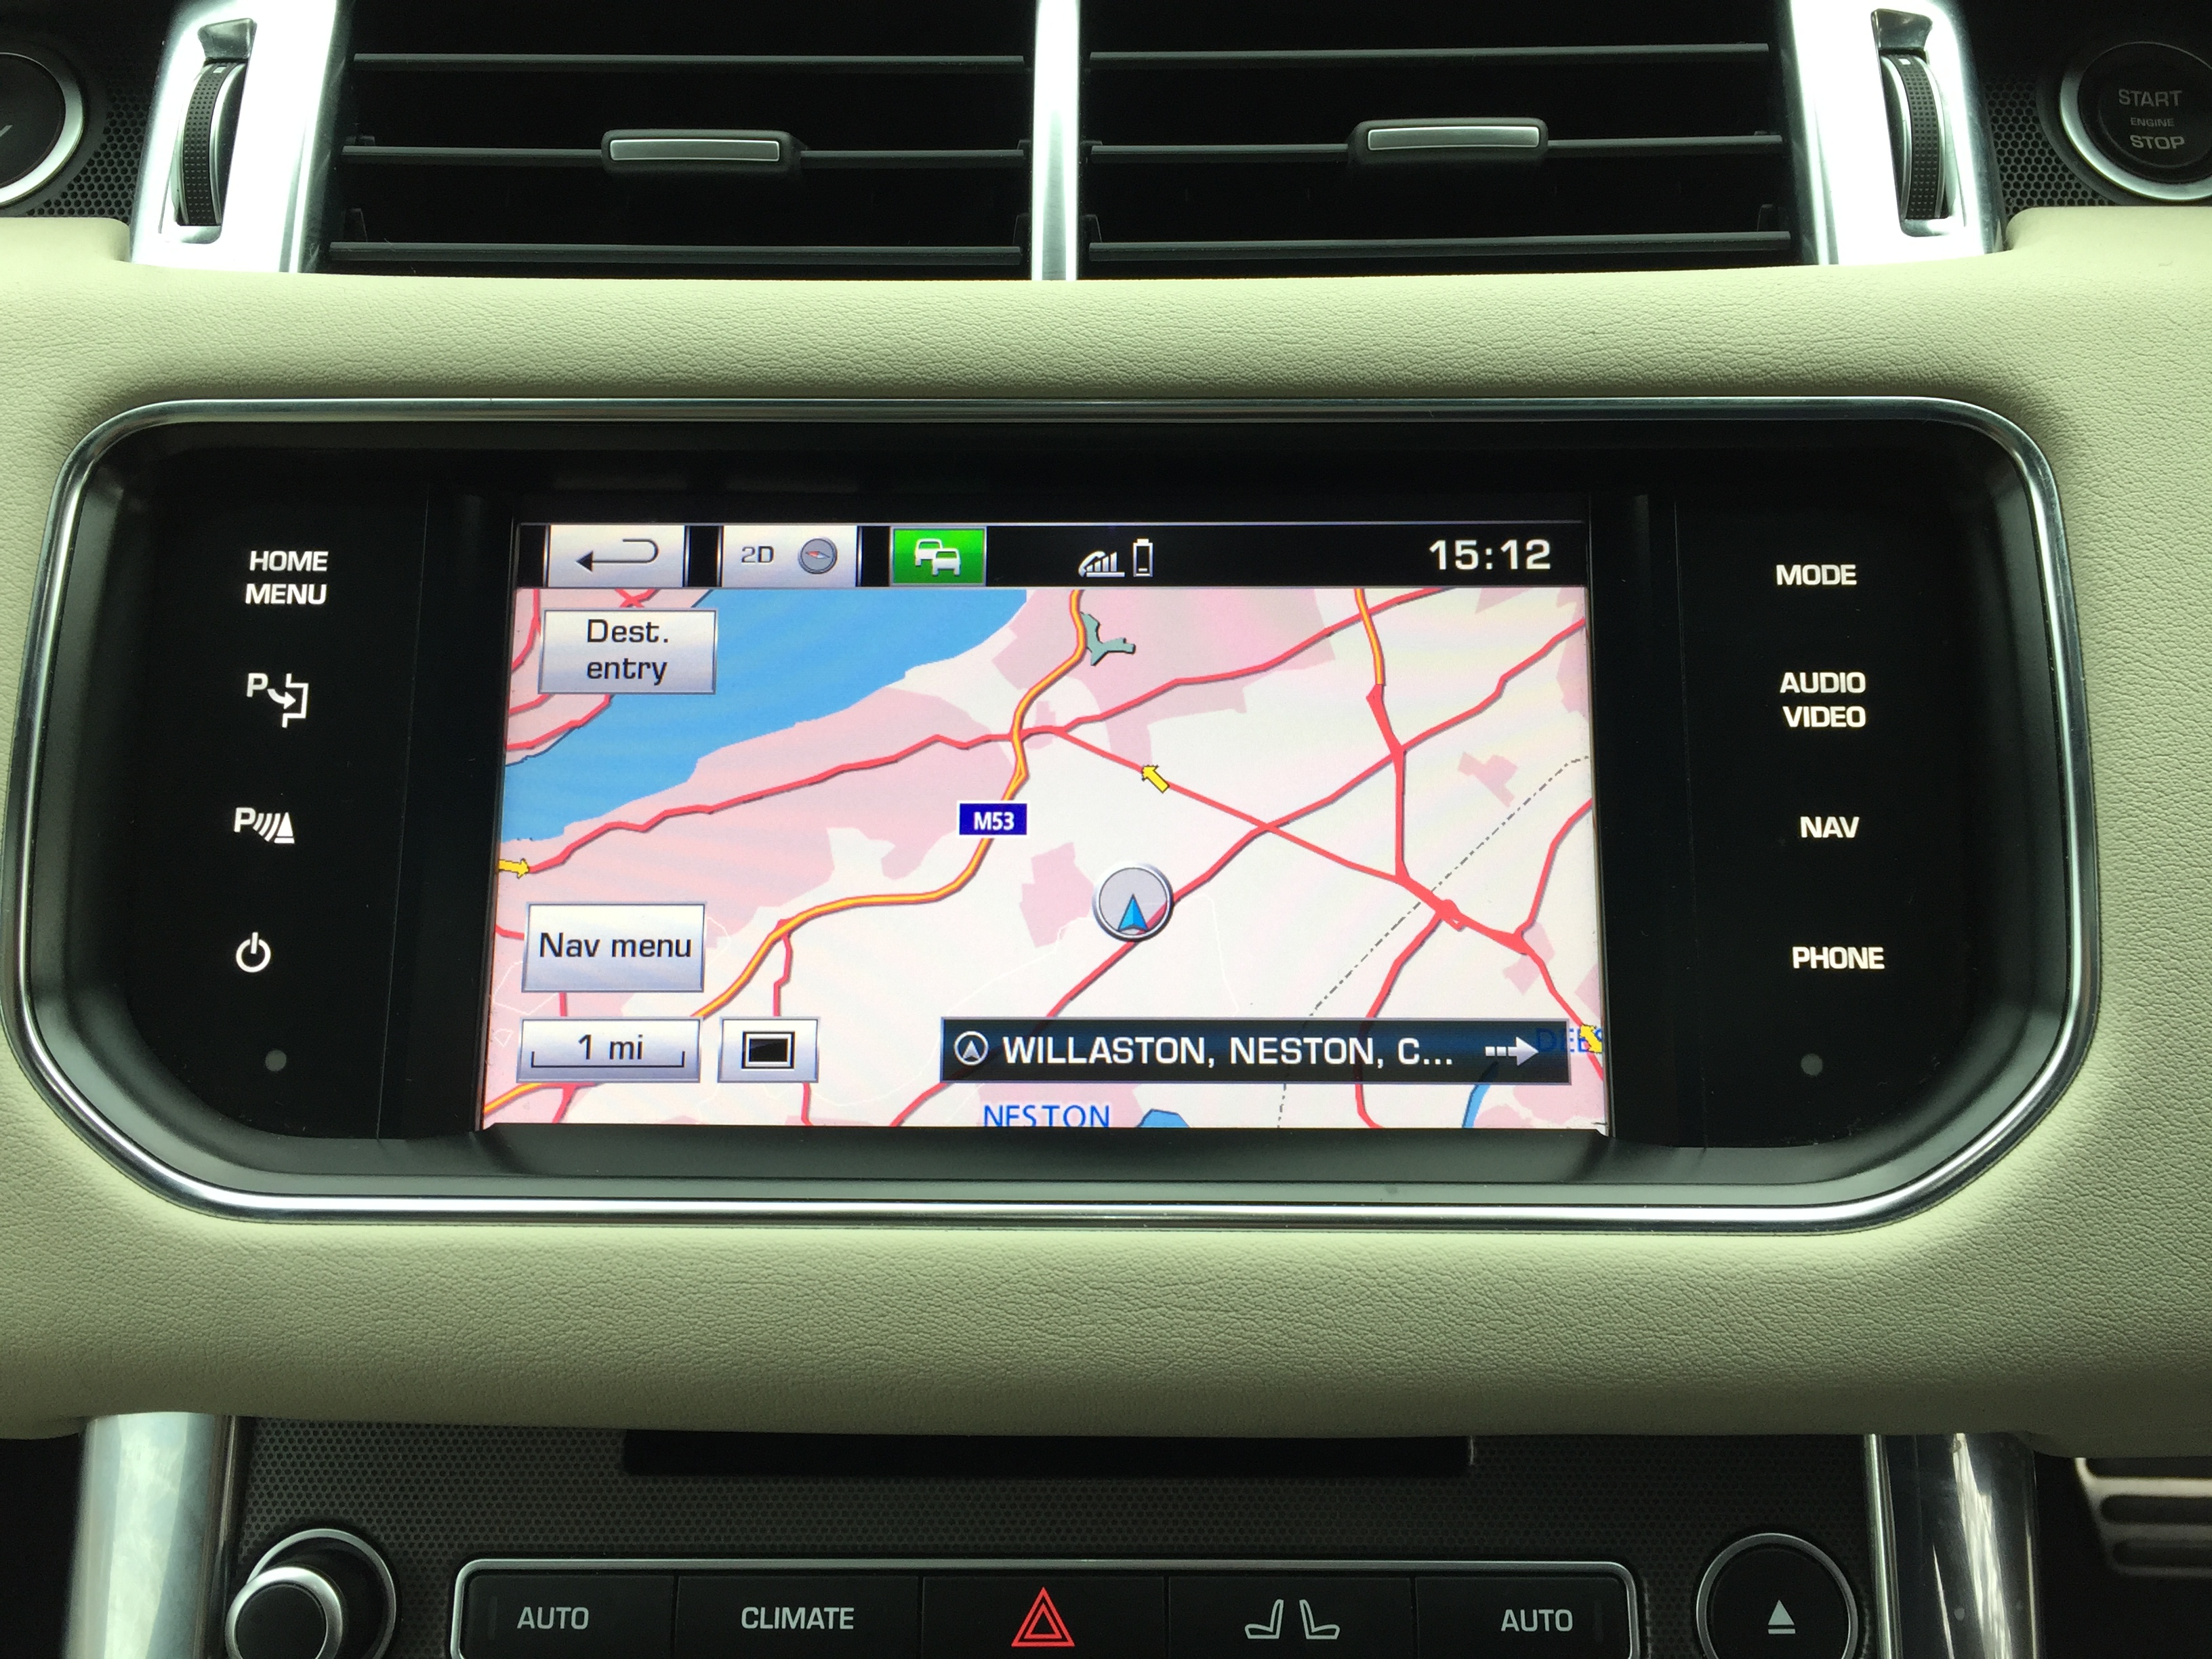 START
ENGINE
STOP
HOME
MENU
P
P
2D
15:12
Dest.
entry
M53
Nav menu
1 mi
WILLASTON, NESTON, C...
NESTON
MODE
AUDIO
VIDEO
NAV
PHONE
AUTO
CLIMATE
AUTO